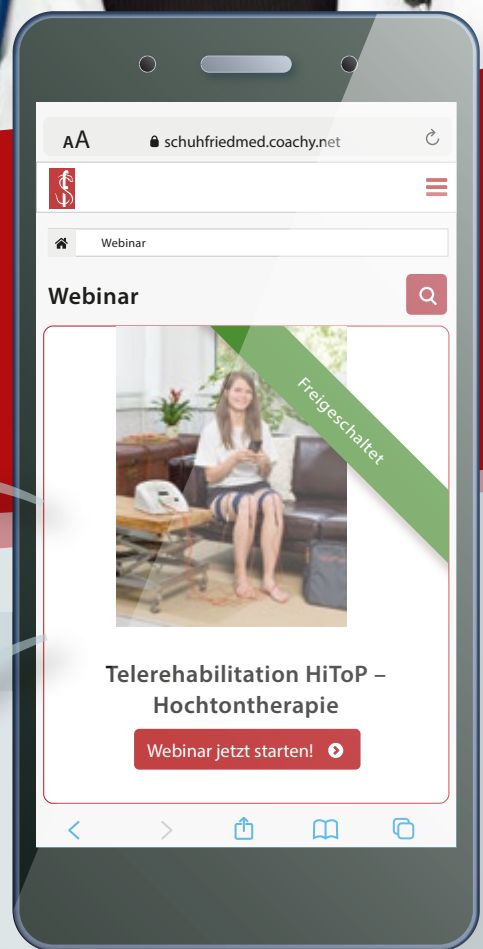 AA schuhfriedmed.coachy.net
Webinar
Webinar
Freigeschaltet
Telerehabilitation HiToP –
Hochtontherapie
Webinar jetzt starten!